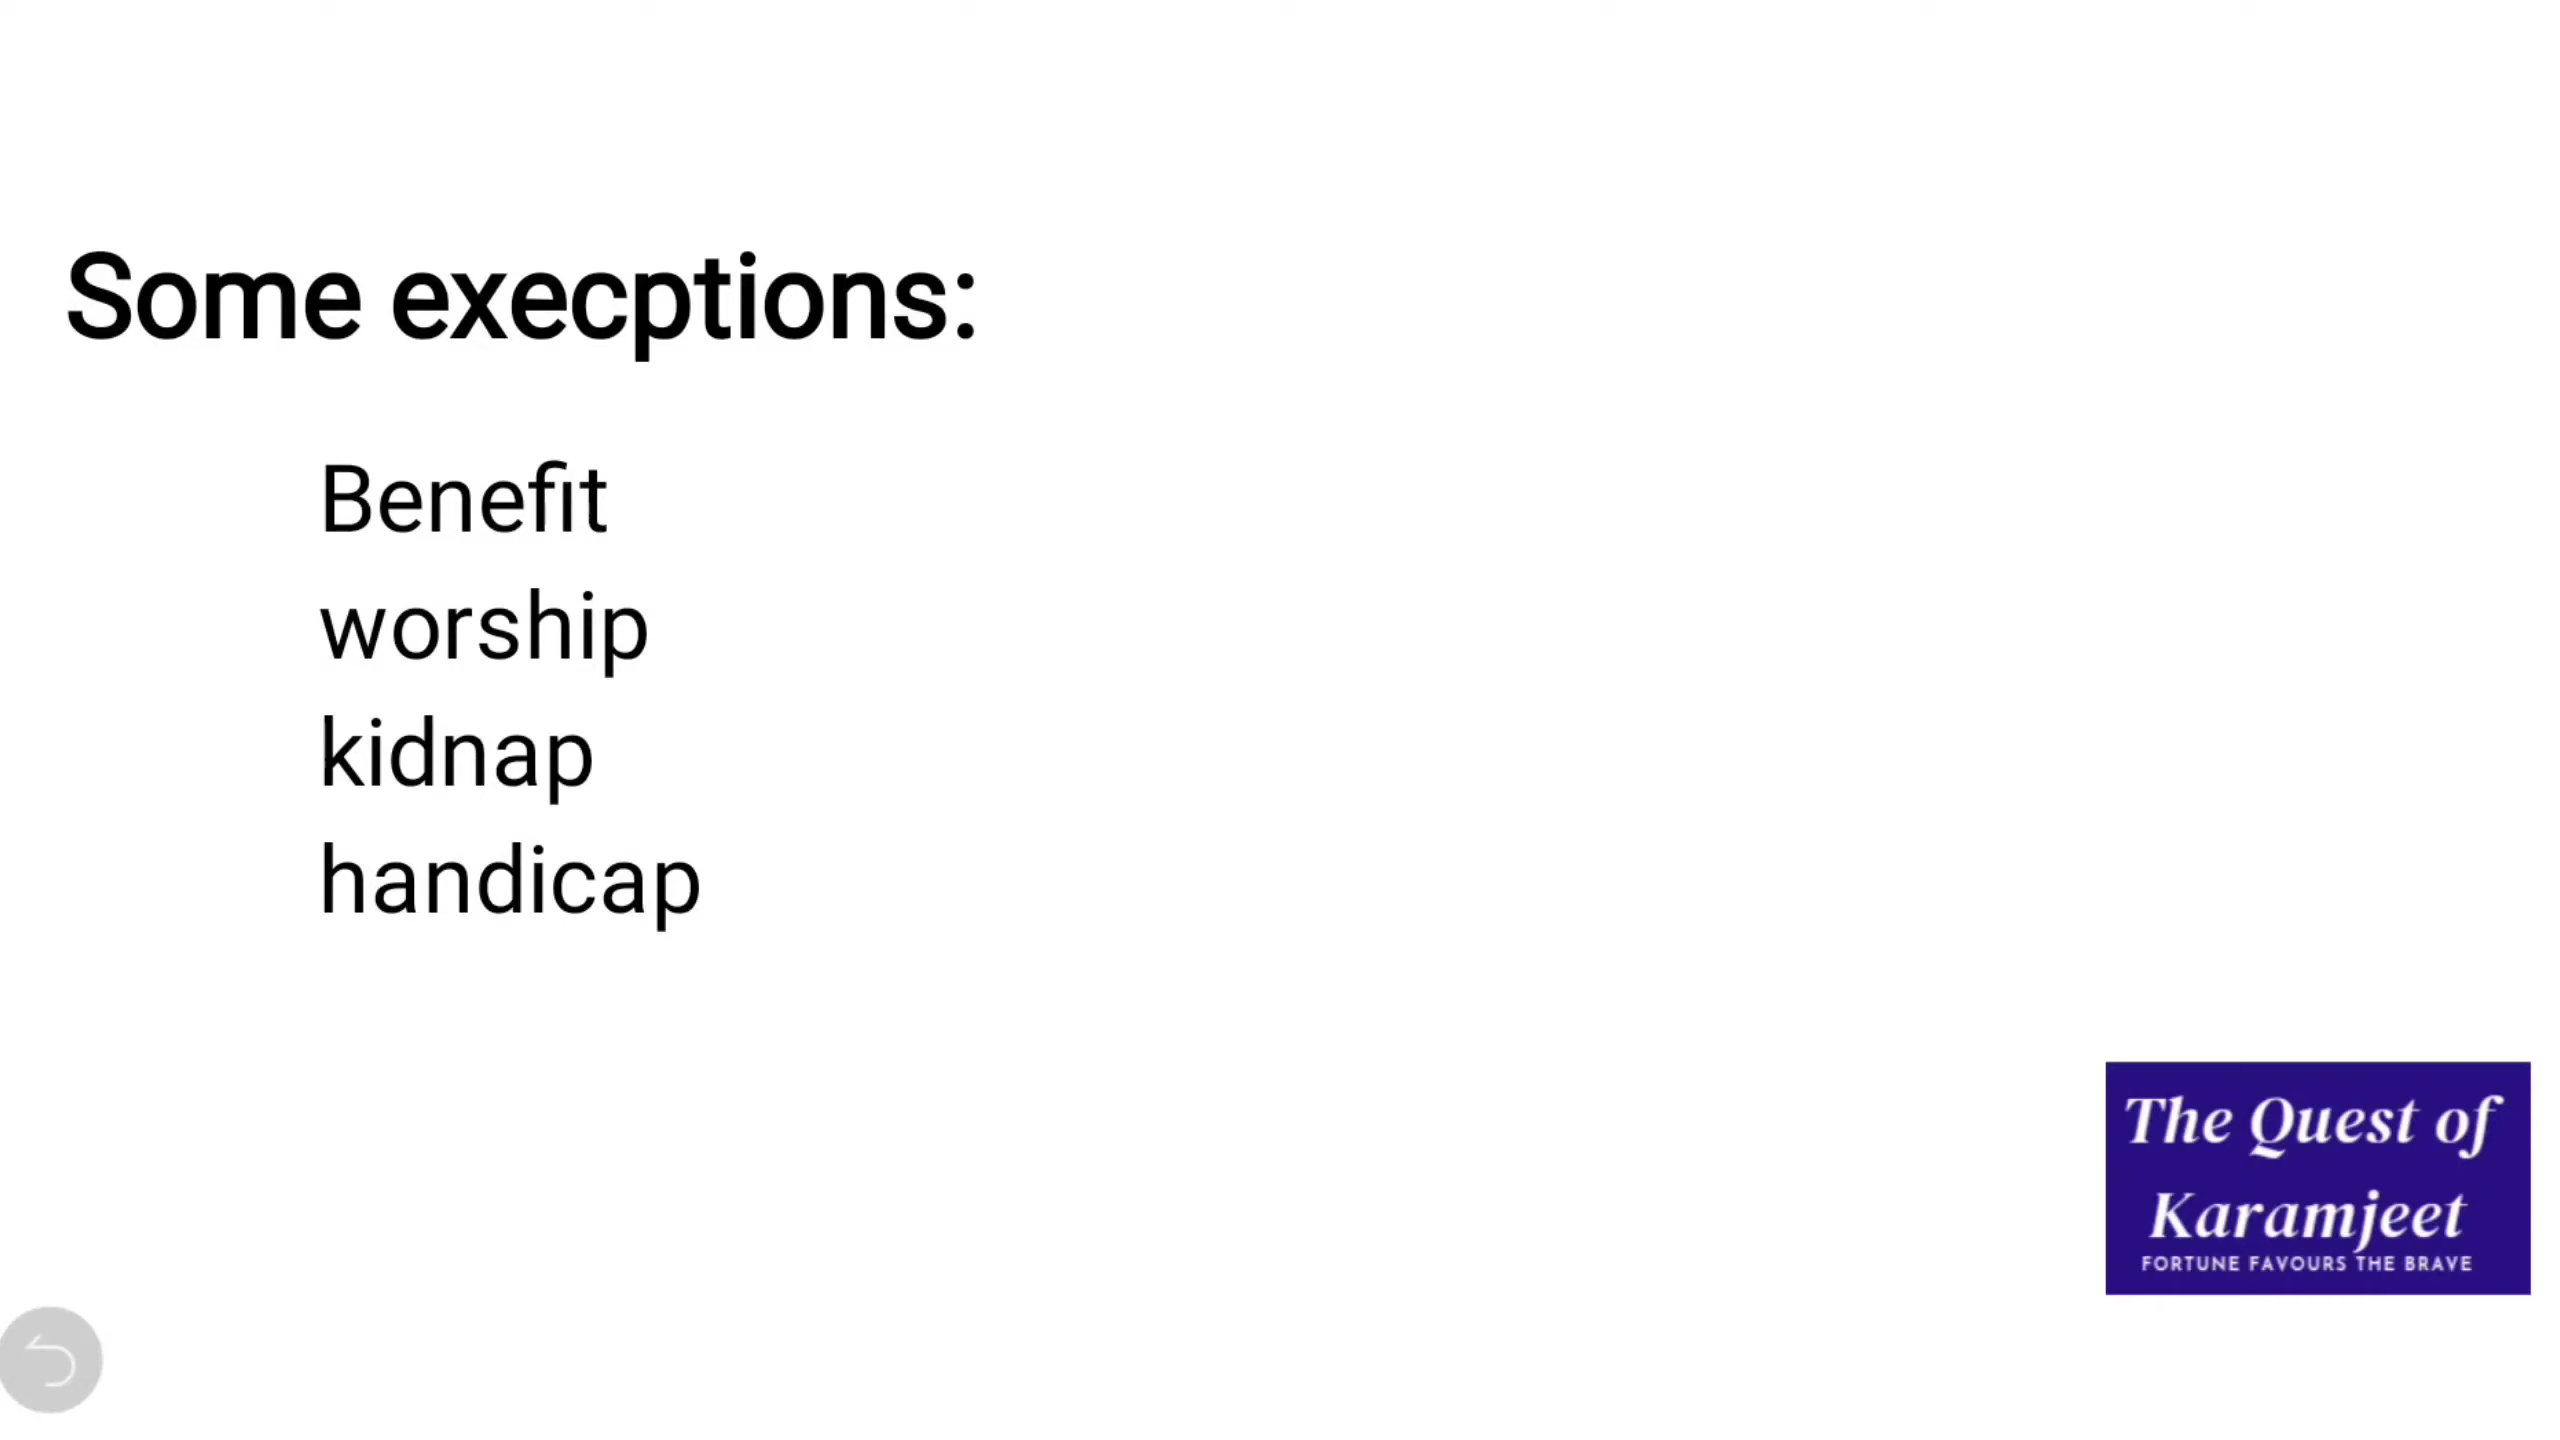 Some execptions:
Benefit
worship
kidnap
handicap
The Quest of
Karamjeet
FORTUNE FAVOURS THE BRAVE